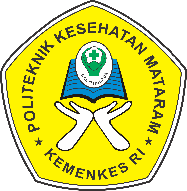 POLITEKNIK KESEHATAN MATARAM
KEMENKES RI